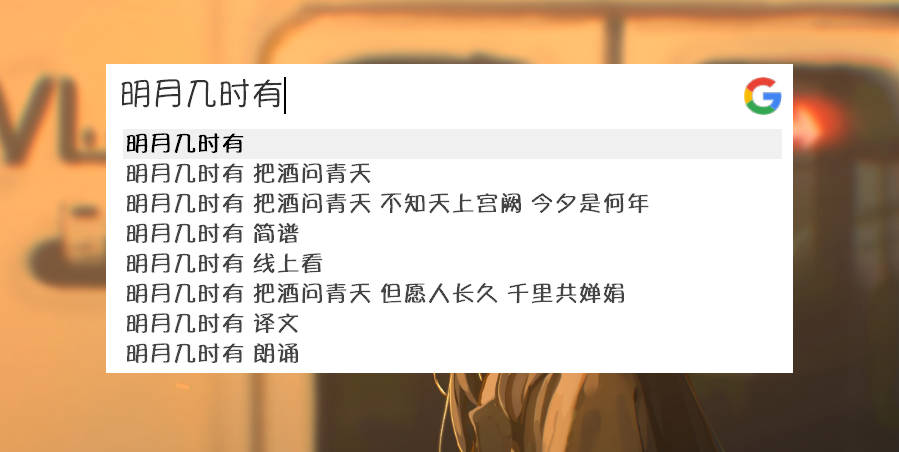 明月几时有
明月几时有
明月几时有 把酒问青天
明月几时有 把酒问青天 不知天上宫阙 今夕是何年
明月几时有 简谱
明月几时有 线上看
明月几时有 把酒问青天 但愿人长久 千里共婵娟
明月几时有 译文
明月几时有 朗诵